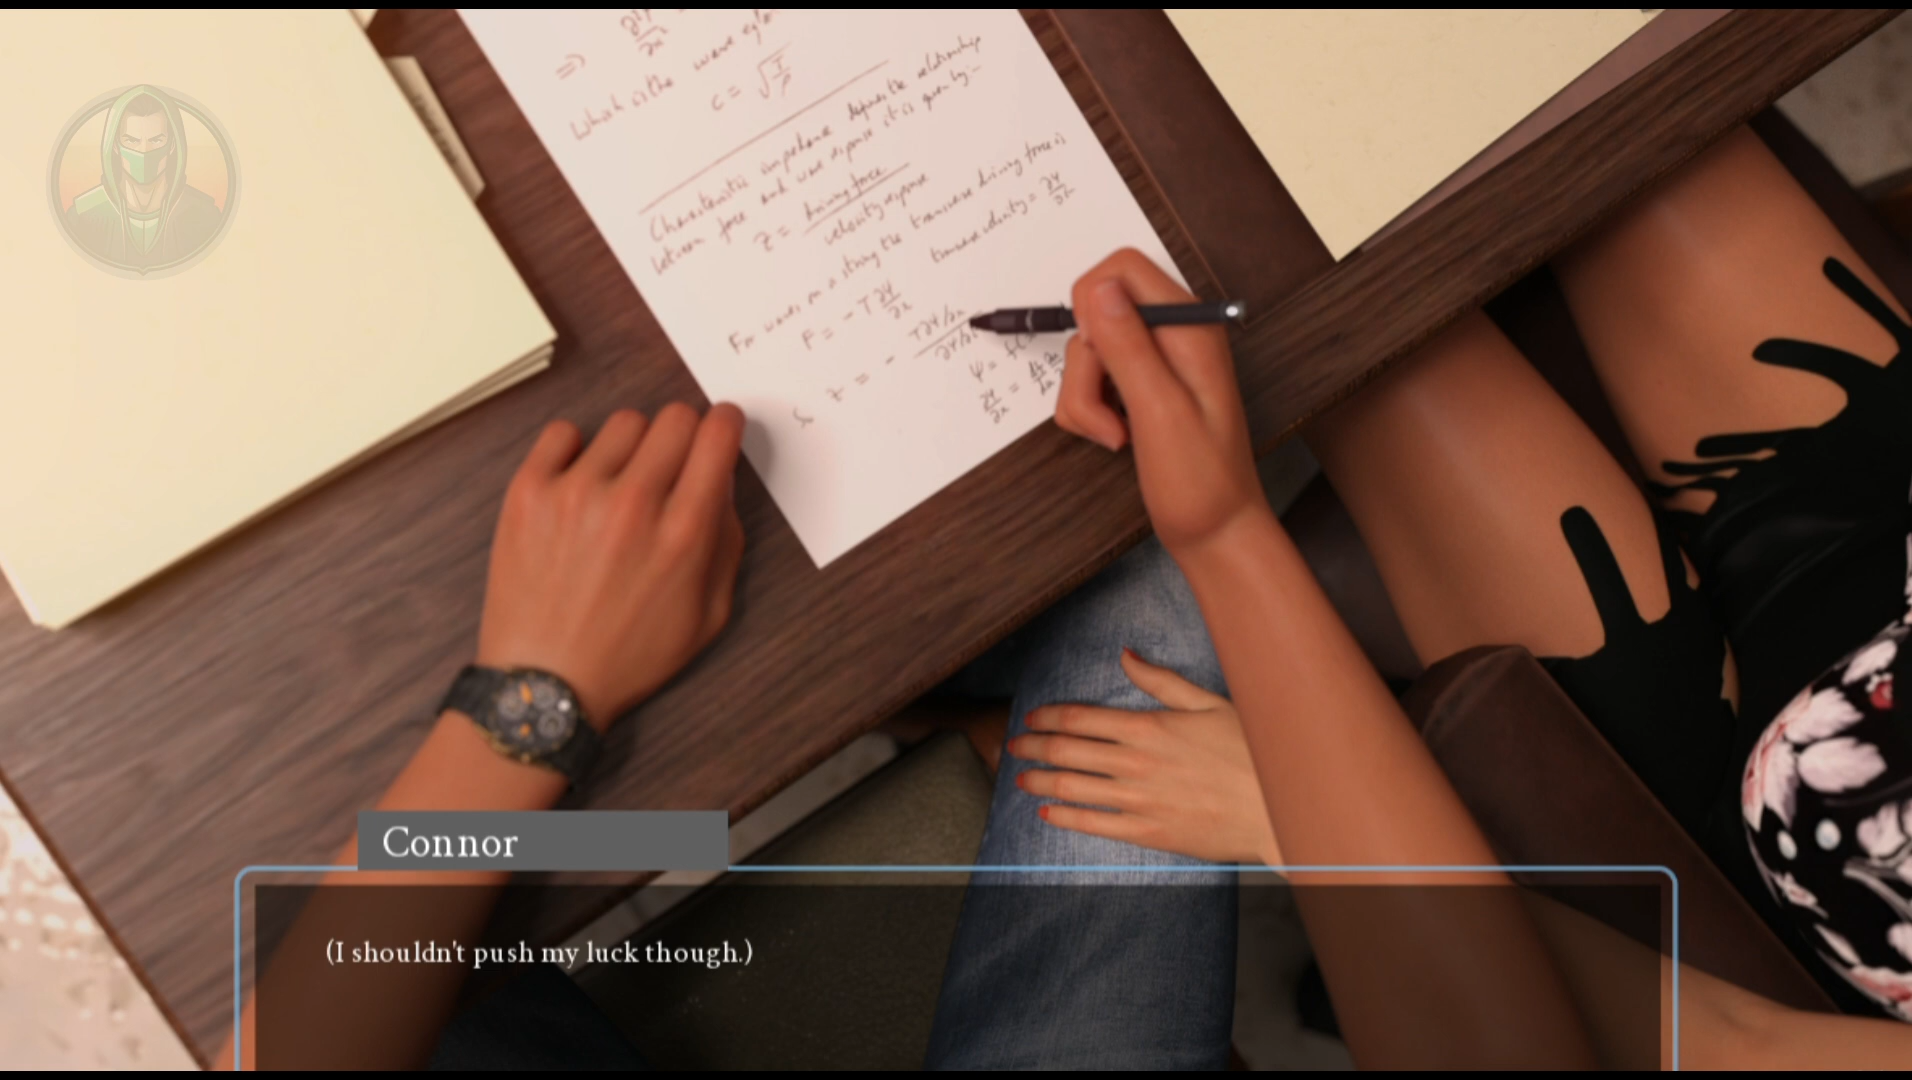 => ∂Ψ/∂x
What is the wave eqn
c = √(T/ρ)
Characteristic impedance defines the relationship
between force and wave response it is given by:-
Z = driving force / velocity response
For waves on a string the transverse driving force is
F = -T ∂Ψ/∂x transverse velocity = ∂Ψ/∂t
So Z = - T∂Ψ/∂x / ∂Ψ/∂t
Ψ = f(
∂Ψ/∂x =
Connor
(I shouldn't push my luck though.)